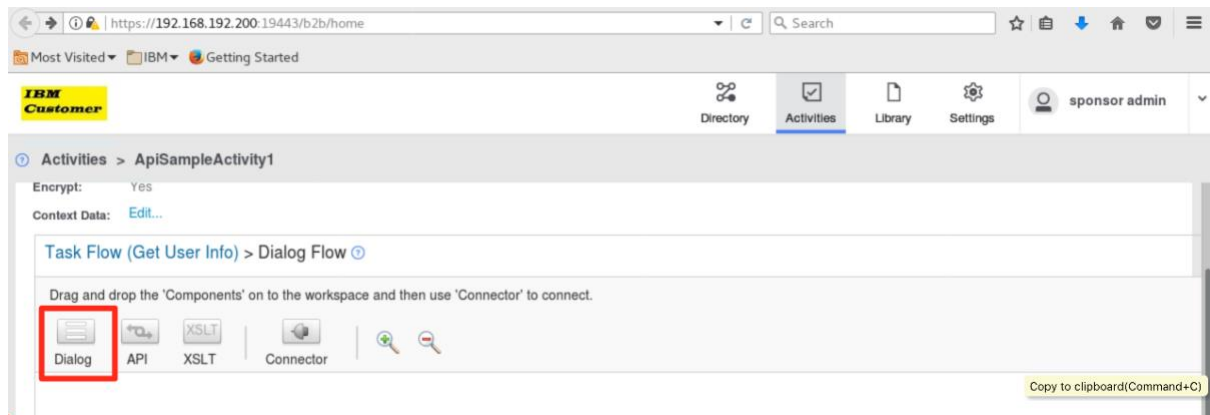 https://192.168.192.200:19443/b2b/home
Search
Most Visited
IBM
Getting Started
IBM
Customer
Directory
Activities
Library
Settings
sponsor admin
Activities > ApiSampleActivity1
Encrypt: Yes
Context Data: Edit...
Task Flow (Get User Info) > Dialog Flow
Drag and drop the 'Components' on to the workspace and then use 'Connector' to connect.
XSLT
Dialog
API
XSLT
Connector
Copy to clipboard(Command+C)